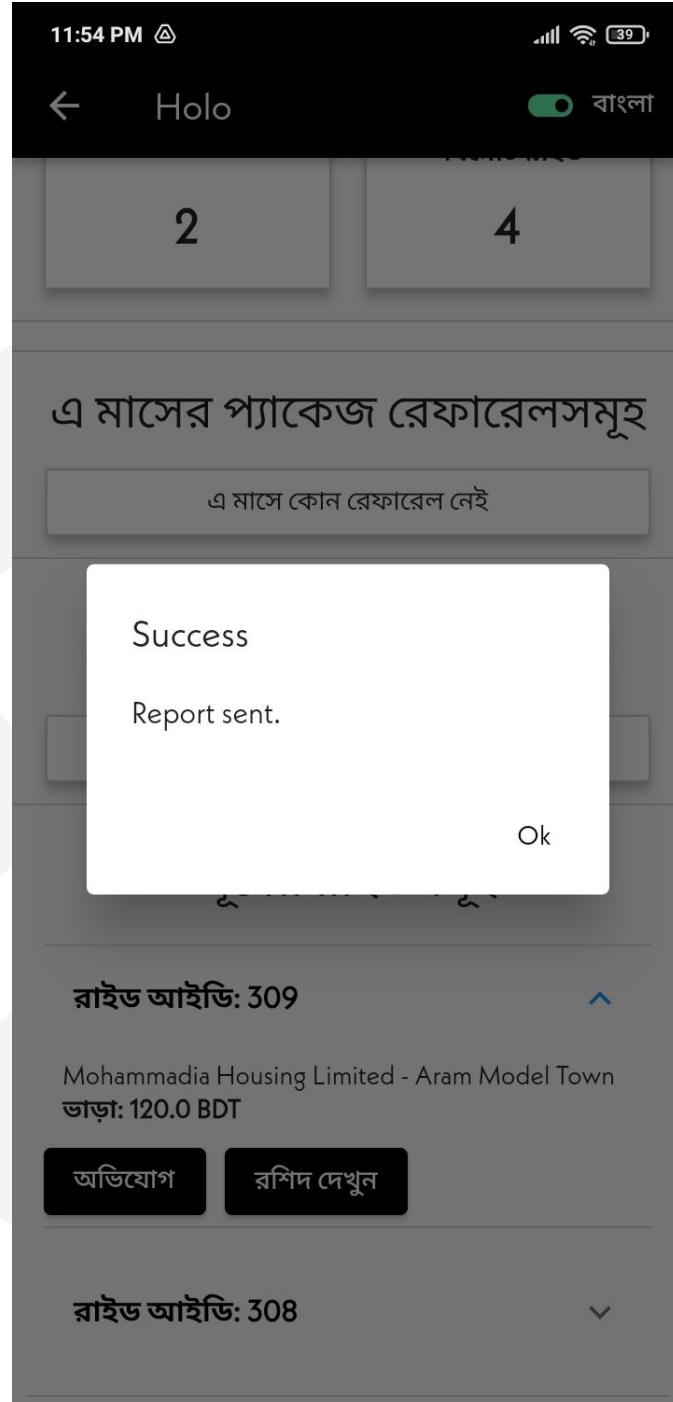 11:54 PM
39
Holo
বাংলা
2
4
এ মাসের প্যাকেজ রেফারেলসমূহ
এ মাসে কোন রেফারেল নেই
Success
Report sent.
Ok
রাইড আইডি: 309
Mohammadia Housing Limited - Aram Model Town
ভাড়া: 120.0 BDT
অভিযোগ
রশিদ দেখুন
রাইড আইডি: 308